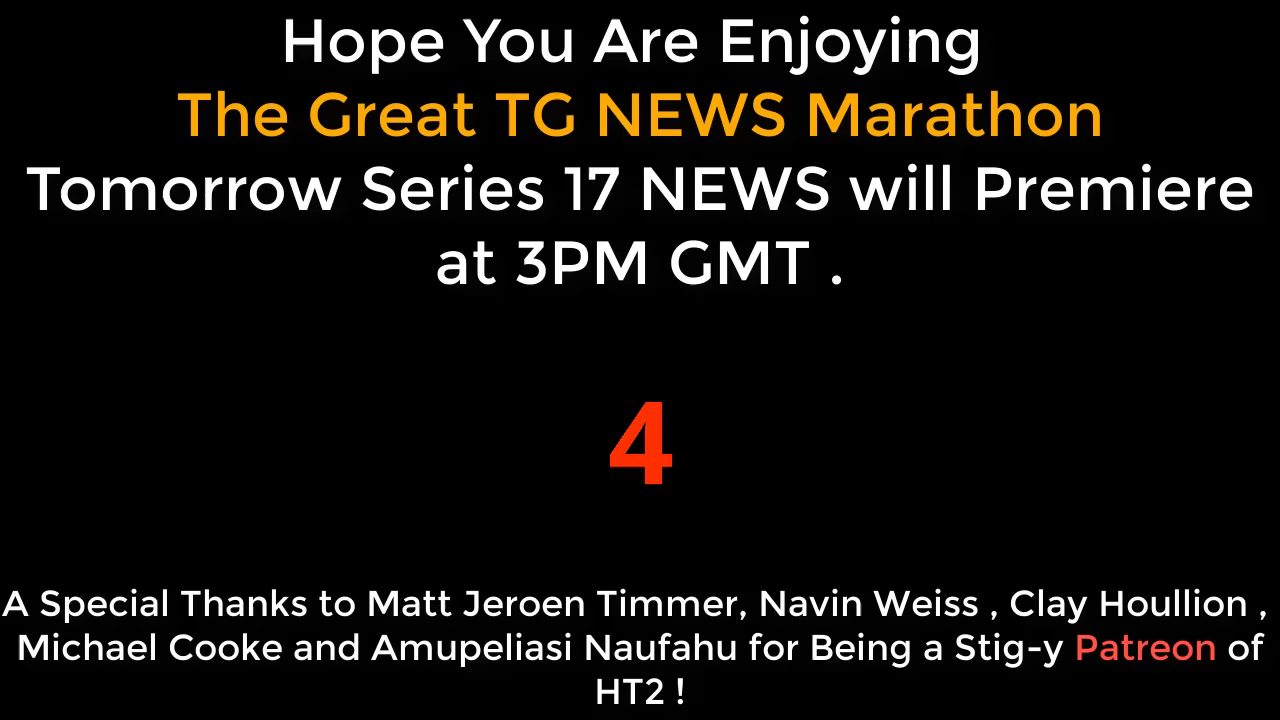 Hope You Are Enjoying
The Great TG NEWS Marathon
Tomorrow Series 17 NEWS will Premiere
at 3PM GMT .
4
A Special Thanks to Matt Jeroen Timmer, Navin Weiss , Clay Houllion ,
Michael Cooke and Amupeliasi Naufahu for Being a Stig-y Patreon of
HT2 !